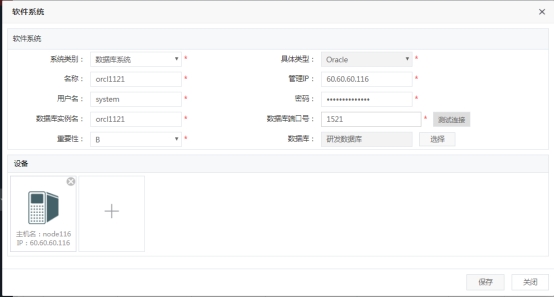 软件系统
软件系统
系统类别： 数据库系统 * 具体类型： Oracle *
名称： orcl1121 * 管理IP： 60.60.60.116 *
用户名： system * 密码： •••••••••••••• *
数据库实例名： orcl1121 * 数据库端口号： 1521 * 测试连接
重要性： B * 数据库： 研发数据库 选择
设备
主机名：node116
IP：60.60.60.116
保存 关闭